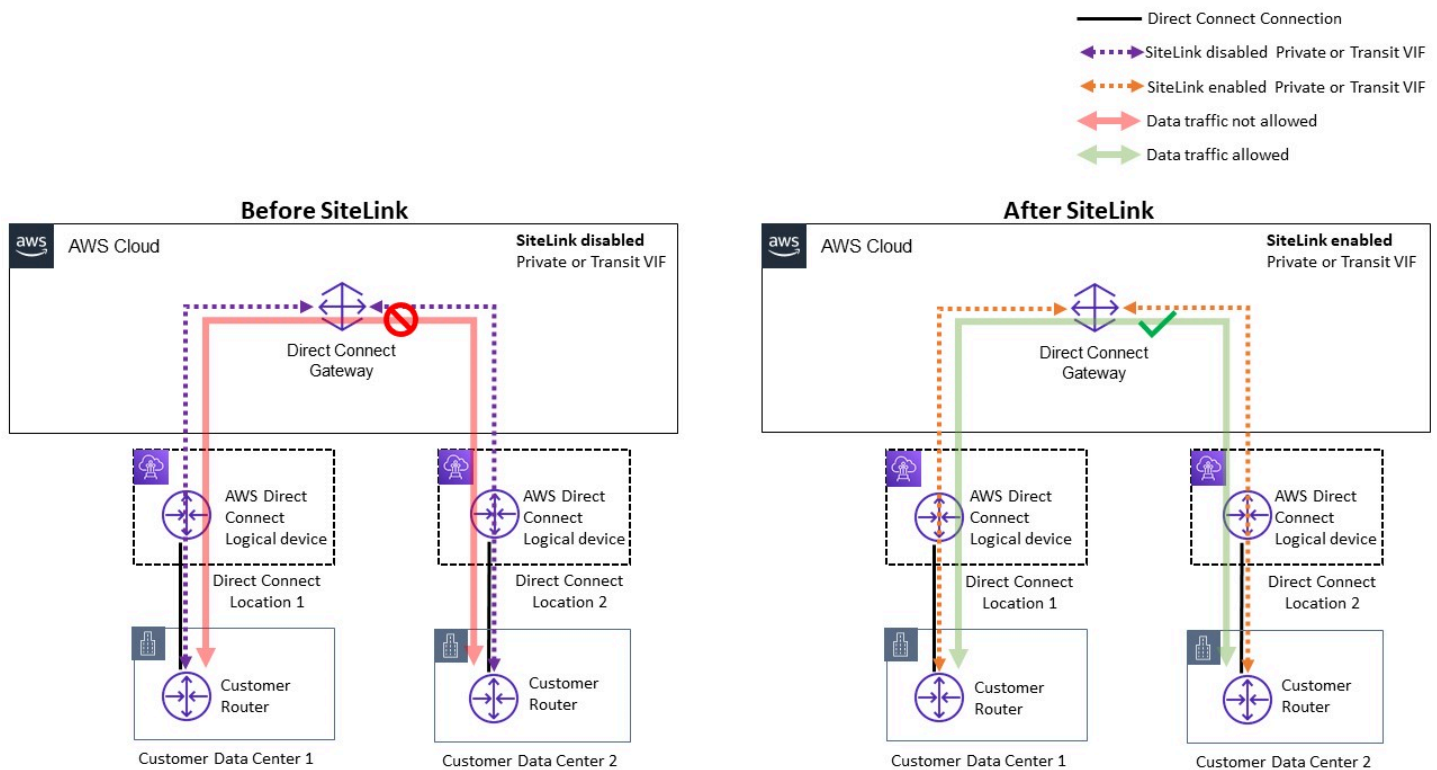 Direct Connect Connection
SiteLink disabled Private or Transit VIF
SiteLink enabled Private or Transit VIF
Data traffic not allowed
Data traffic allowed
Before SiteLink
aws
AWS Cloud
SiteLink disabled
Private or Transit VIF
Direct Connect
Gateway
AWS Direct
Connect
Logical device
Direct Connect
Location 1
AWS Direct
Connect
Logical device
Direct Connect
Location 2
Customer
Router
Customer Data Center 1
Customer
Router
Customer Data Center 2
After SiteLink
aws
AWS Cloud
SiteLink enabled
Private or Transit VIF
Direct Connect
Gateway
AWS Direct
Connect
Logical device
Direct Connect
Location 1
AWS Direct
Connect
Logical device
Direct Connect
Location 2
Customer
Router
Customer Data Center 1
Customer
Router
Customer Data Center 2